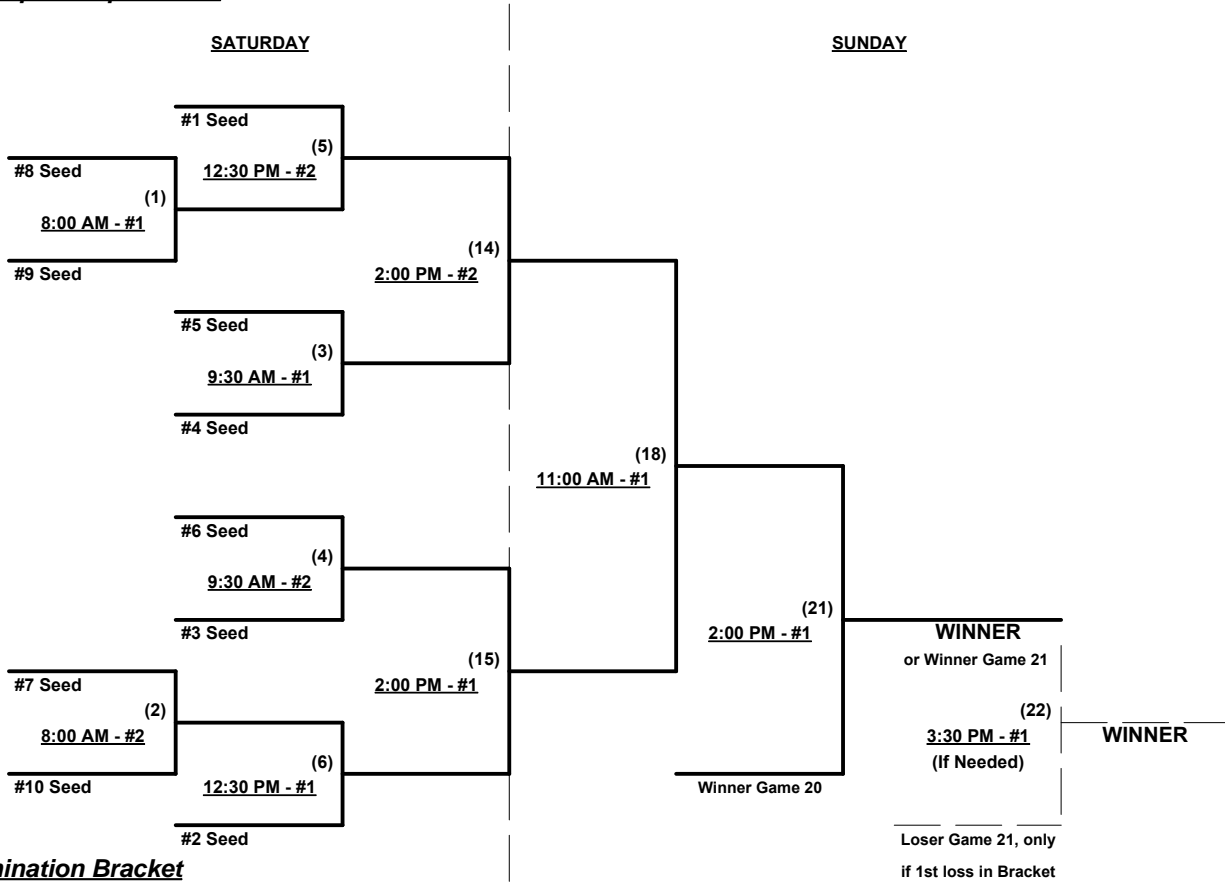 SATURDAY
SUNDAY
#1 Seed
(5)
12:30 PM - #2
#8 Seed
(1)
8:00 AM - #1
#9 Seed
(14)
2:00 PM - #2
#5 Seed
(3)
9:30 AM - #1
#4 Seed
(18)
11:00 AM - #1
#6 Seed
(4)
9:30 AM - #2
#3 Seed
(21)
2:00 PM - #1
WINNER
or Winner Game 21
(15)
2:00 PM - #1
#7 Seed
(2)
8:00 AM - #2
#10 Seed
(6)
12:30 PM - #1
#2 Seed
Winner Game 20
(22)
3:30 PM - #1
(If Needed)
WINNER
Loser Game 21, only
if 1st loss in Bracket
mination Bracket